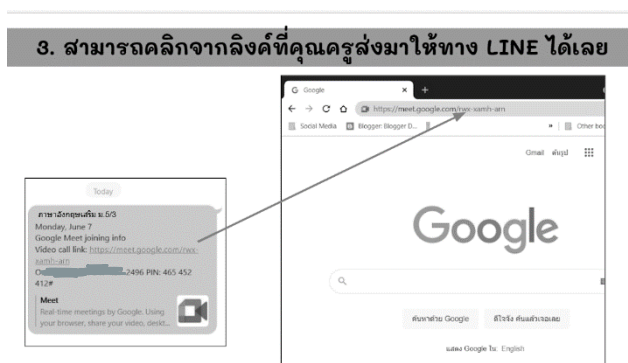 3. สามารถคลิกจากลิงค์ที่คุณครูส่งมาให้ทาง LINE ได้เลย
Google
https://meet.google.com/rwx-xamh-arn
Social Media Blogger: Blogger D... » Other boo
Gmail ค้นรูป
Google
ค้นหาด้วย Google ดีใจจัง ค้นแล้วเจอเลย
แสดง Google ใน: English
Today
ภาษาอังกฤษเสริม ม.5/3
Monday, June 7
Google Meet joining info
Video call link: https://meet.google.com/rwx-
xamh-arn
2496 PIN: 465 452
412#
Meet
Real-time meetings by Google. Using
your browser, share your video, deskt...